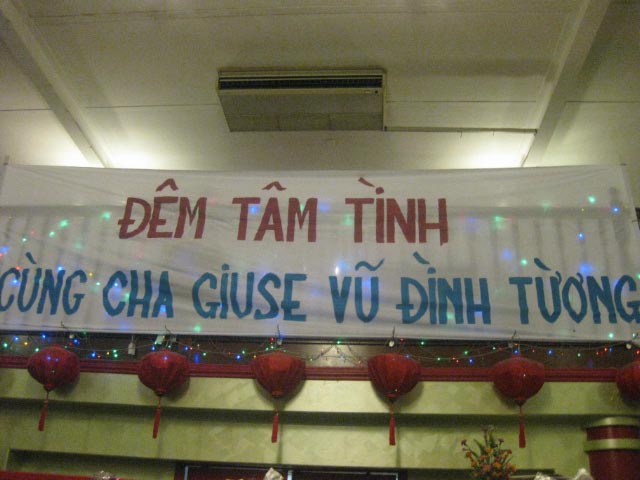 ĐÊM TÂM TÌNH
CÙNG CHA GIUSE VŨ ĐÌNH TƯỜNG